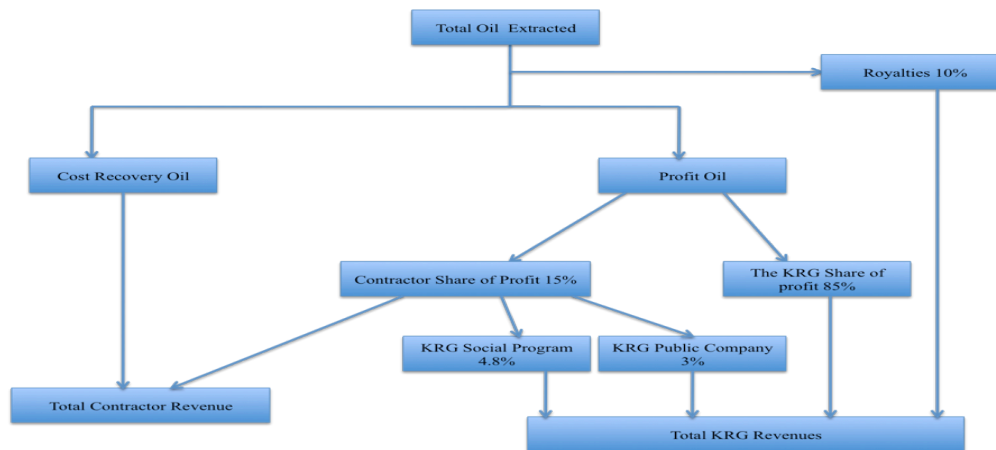 Total Oil Extracted
Royalties 10%
Cost Recovery Oil
Profit Oil
Contractor Share of Profit 15%
The KRG Share of
profit 85%
KRG Social Program
4.8%
KRG Public Company
3%
Total Contractor Revenue
Total KRG Revenues